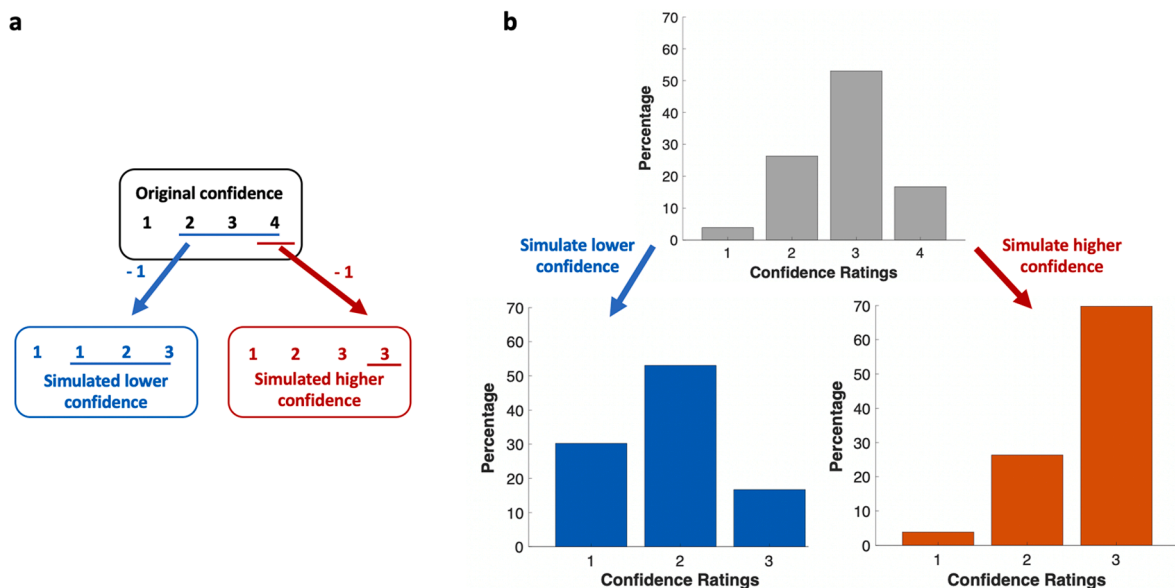 a
Original confidence
1 2 3 4
- 1
- 1
1 1 2 3
Simulated lower
confidence
1 2 3 3
Simulated higher
confidence
b
Percentage
70
60
50
40
30
20
10
0
1 2 3 4
Confidence Ratings
Simulate lower
confidence
Simulate higher
confidence
Percentage
70
60
50
40
30
20
10
0
1 2 3
Confidence Ratings
Percentage
70
60
50
40
30
20
10
0
1 2 3
Confidence Ratings